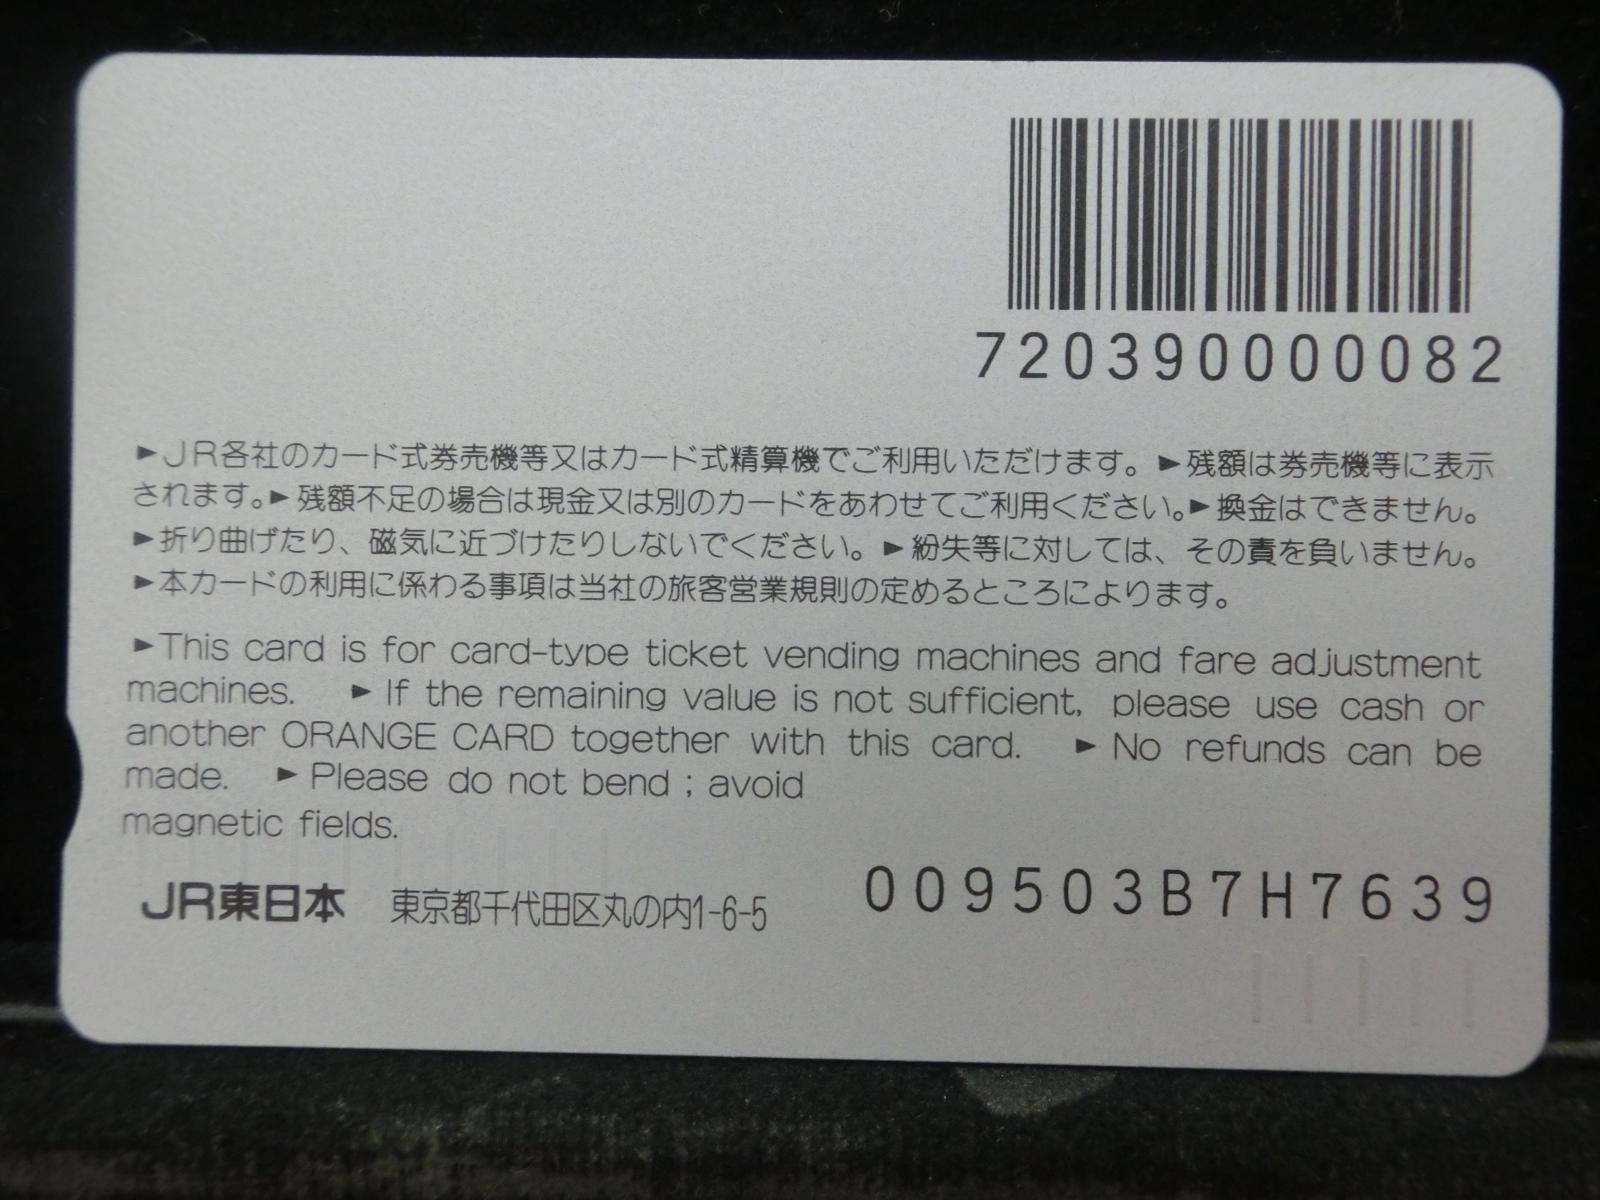 720390000082
►JR各社のカード式券売機等又はカード式精算機でご利用いただけます。►残額は券売機等に表示
されます。►残額不足の場合は現金又は別のカードをあわせてご利用ください。►換金はできません。
►折り曲げたり、磁気に近づけたりしないでください。►紛失等に対しては、その責を負いません。
►本カードの利用に係わる事項は当社の旅客営業規則の定めるところによります。
►This card is for card-type ticket vending machines and fare adjustment
machines. ►If the remaining value is not sufficient, please use cash or
another ORANGE CARD together with this card. ►No refunds can be
made. ►Please do not bend ; avoid
magnetic fields.
JR東日本 東京都千代田区丸の内1-6-5 009503B7H7639